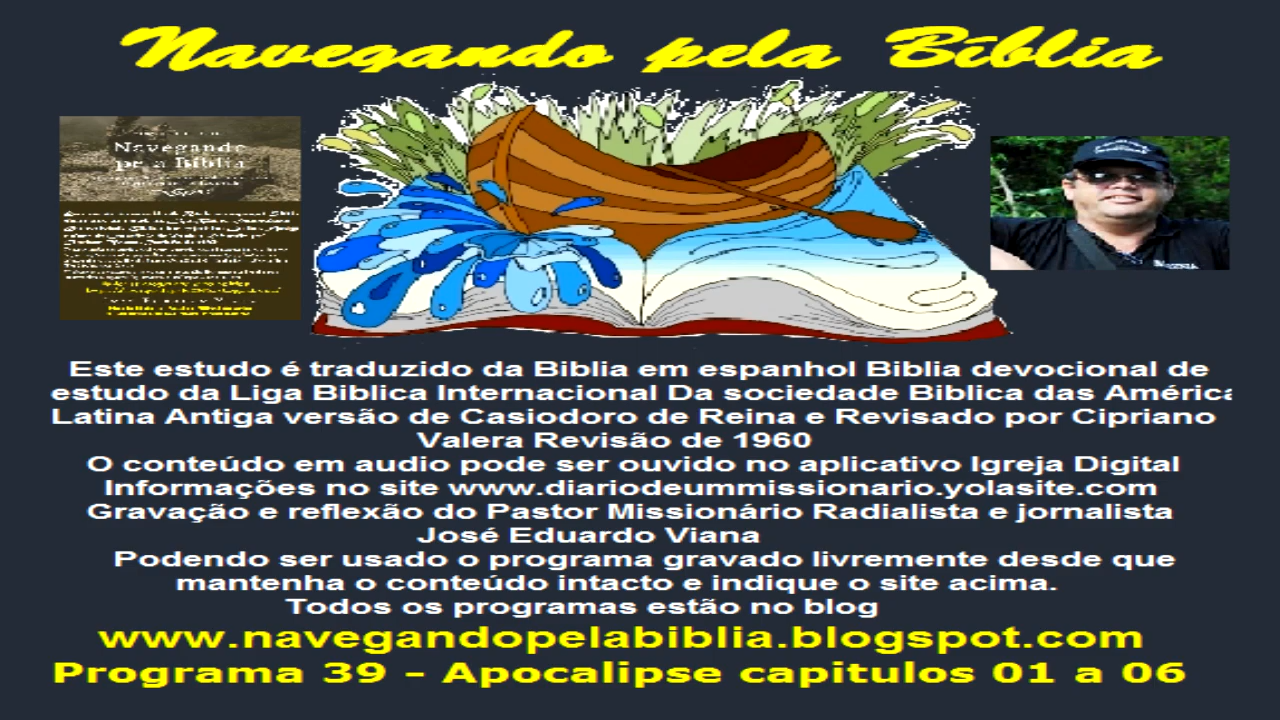 Navegando pela Bíblia
Navegando
pela Bíblia
Este estudo é traduzido da Biblia em espanhol Biblia devocional de
estudo da Liga Biblica Internacional Da sociedade Biblica das América
Latina Antiga versão de Casiodoro de Reina e Revisado por Cipriano
Valera Revisão de 1960
O conteúdo em audio pode ser ouvido no aplicativo Igreja Digital
Informações no site www.diariodeummissionario.yolasite.com
Gravação e reflexão do Pastor Missionário Radialista e jornalista
José Eduardo Viana
Podendo ser usado o programa gravado livremente desde que
mantenha o conteúdo intacto e indique o site acima.
Todos os programas estão no blog
www.navegandopelabiblia.blogspot.com
Programa 39 – Apocalipse capitulos 01 a 06